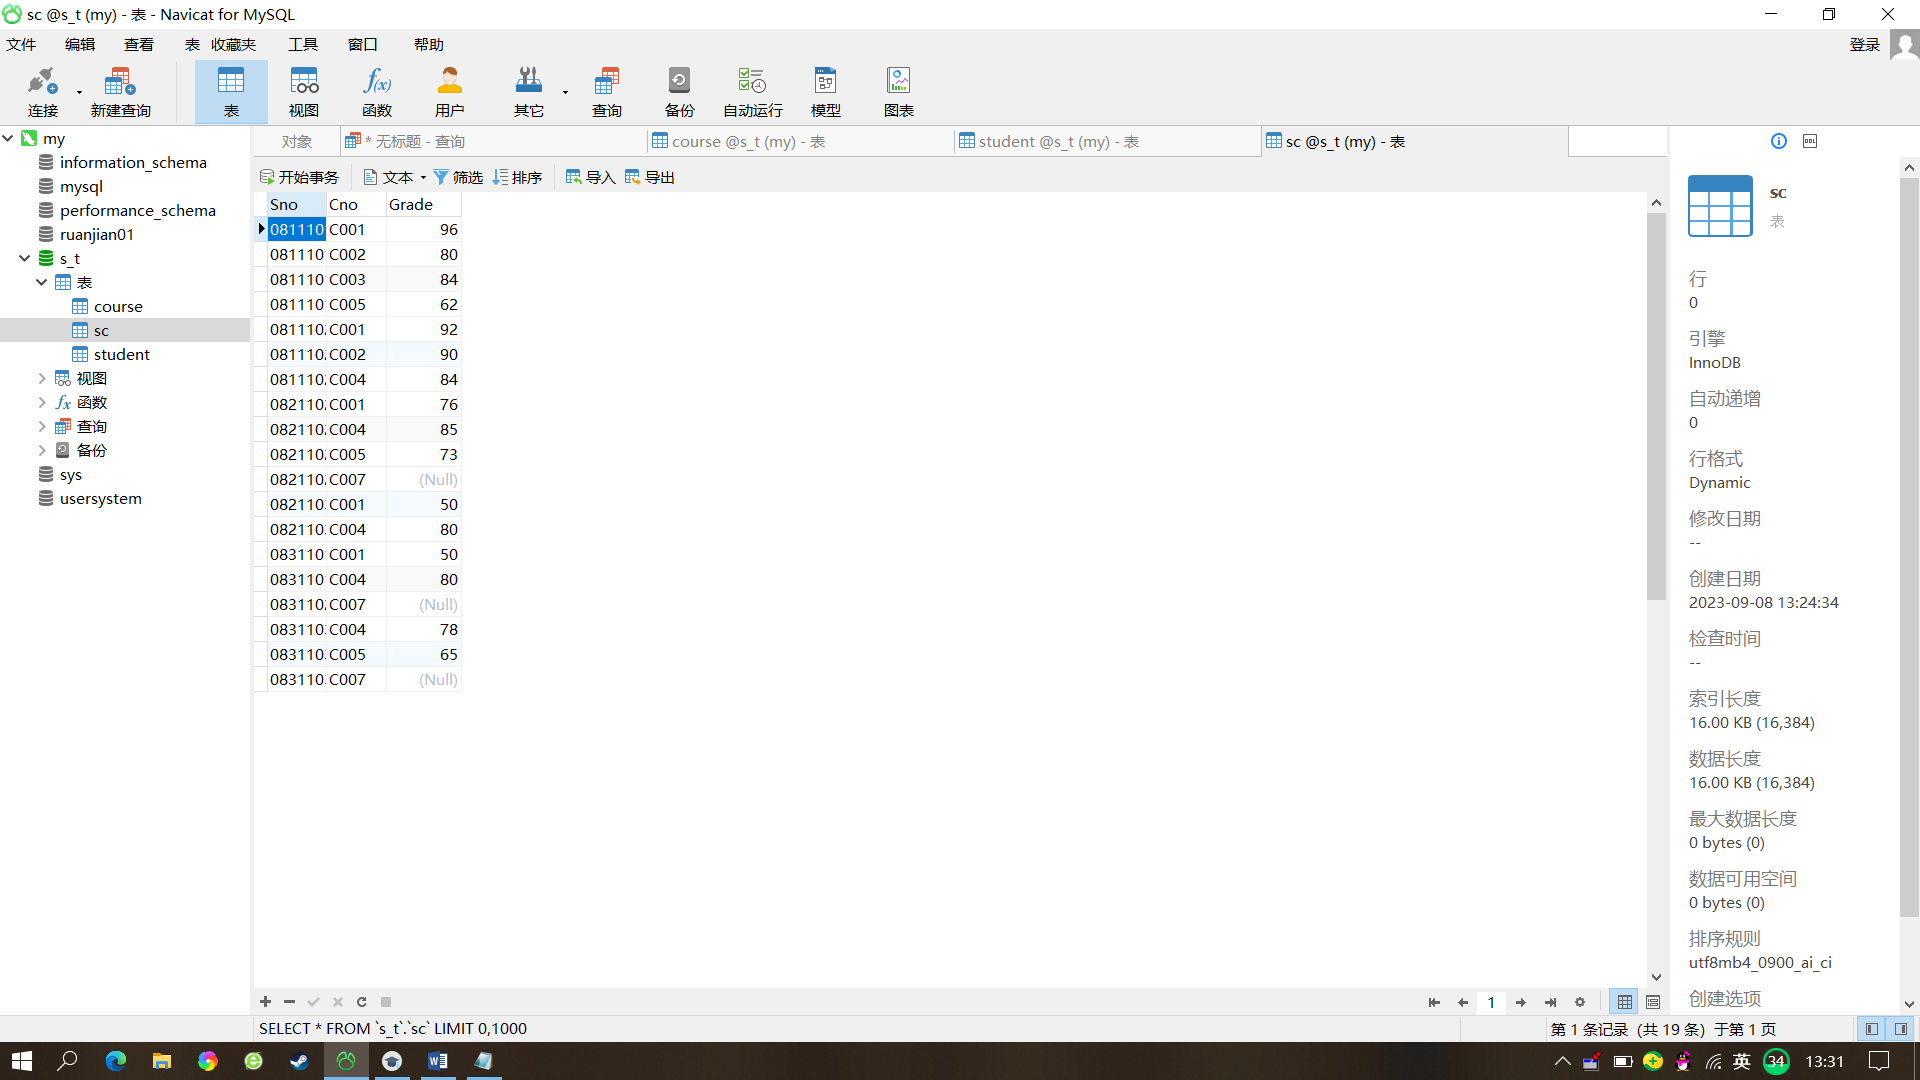 sc @s_t (my) - 表 - Navicat for MySQL
文件 编辑 查看 表 收藏夹 工具 窗口 帮助 登录
连接 新建查询 表 视图 函数 用户 其它 查询 备份 自动运行 模型 图表
my
information_schema
mysql
performance_schema
ruanjian01
s_t
表
course
sc
student
视图
函数
查询
备份
sys
usersystem
对象 * 无标题 - 查询 course @s_t (my) - 表 student @s_t (my) - 表 sc @s_t (my) - 表
开始事务 文本 筛选 排序 导入 导出
Sno Cno Grade
081110 C001 96
081110 C002 80
081110 C003 84
081110 C005 62
081110 C001 92
081110 C002 90
081110 C004 84
082110 C001 76
082110 C004 85
082110 C005 73
082110 C007 (Null)
082110 C001 50
082110 C004 80
083110 C001 50
083110 C004 80
083110 C007 (Null)
083110 C004 78
083110 C005 65
083110 C007 (Null)
DDL
sc
表
行
0
引擎
InnoDB
自动递增
0
行格式
Dynamic
修改日期
--
创建日期
2023-09-08 13:24:34
检查时间
--
索引长度
16.00 KB (16,384)
数据长度
16.00 KB (16,384)
最大数据长度
0 bytes (0)
数据可用空间
0 bytes (0)
排序规则
utf8mb4_0900_ai_ci
创建选项
1
SELECT * FROM `s_t`.`sc` LIMIT 0,1000
第 1 条记录 (共 19 条) 于第 1 页
英 34 13:31